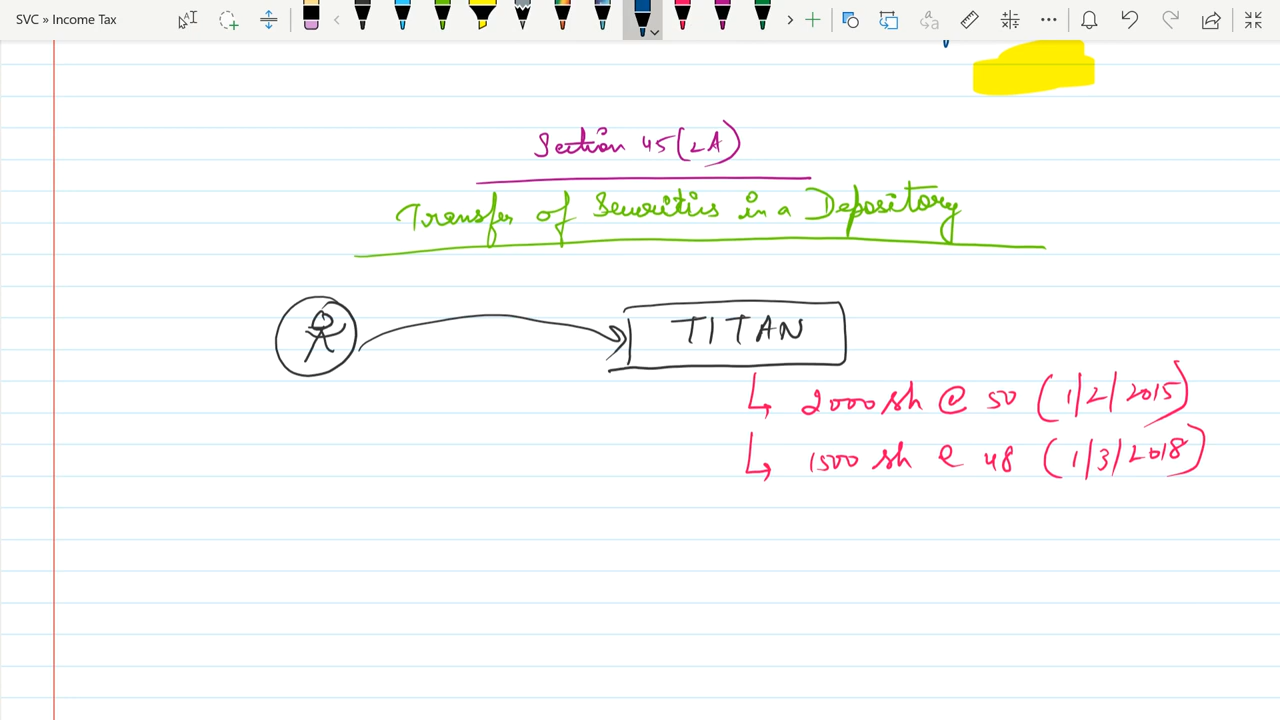 SVC » Income Tax
Section 45(2A)
Transfer of Securities in a Depository
TITAN
↳ 2000 sh @ 50 (1/2/2015)
↳ 1500 sh @ 48 (1/3/2018)